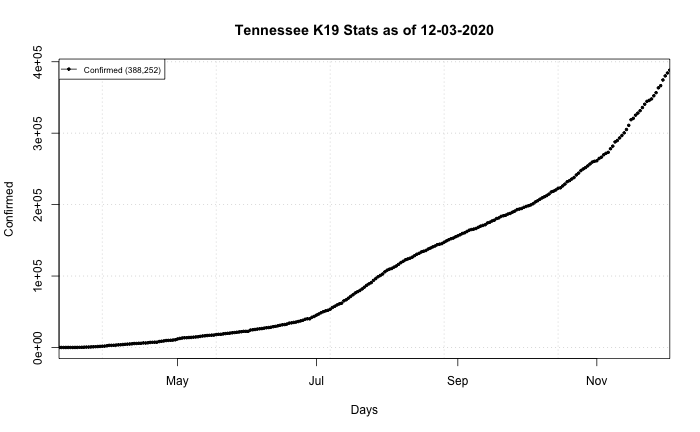 Tennessee K19 Stats as of 12-03-2020
Confirmed (388,252)
4e+05
3e+05
2e+05
1e+05
0e+00
Confirmed
May
Jul
Sep
Nov
Days